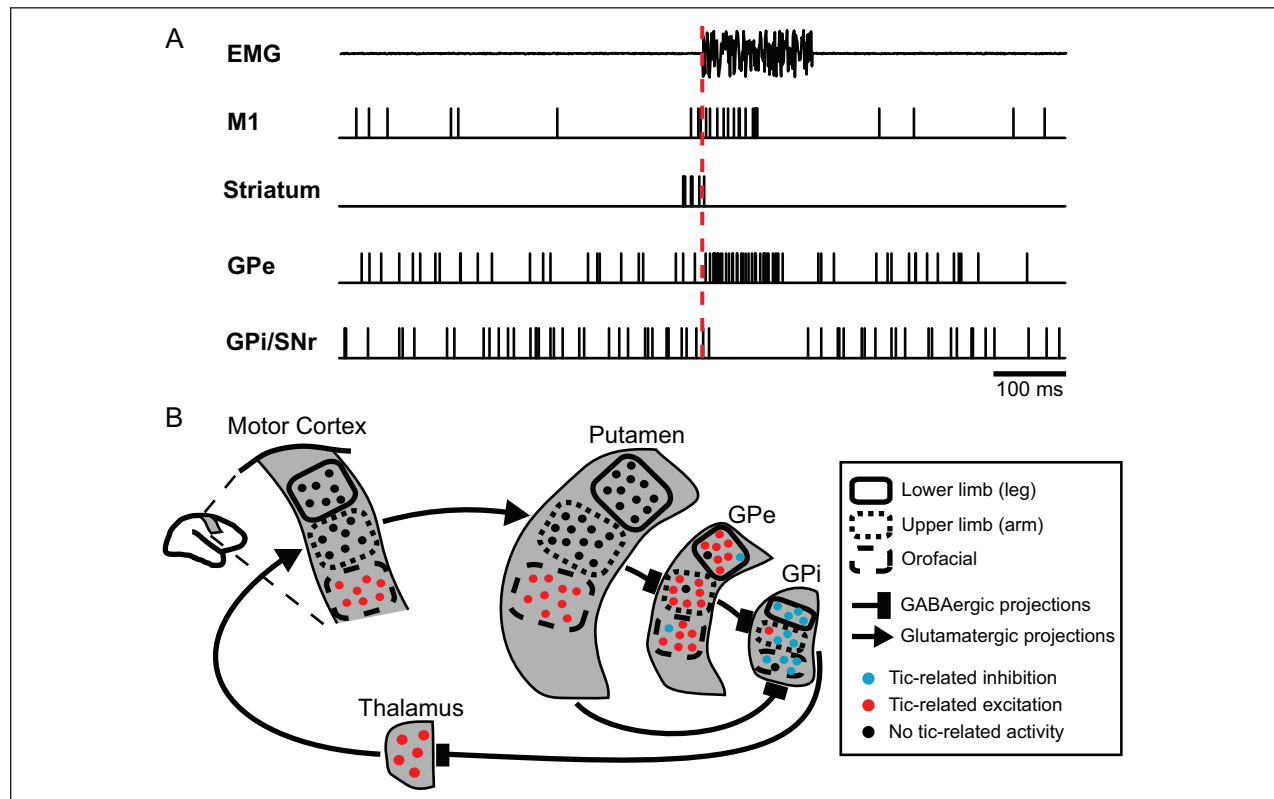 A
EMG
M1
Striatum
GPe
GPi/SNr
100 ms
B
Motor Cortex
Putamen
GPe
GPi
Thalamus
Lower limb (leg)
Upper limb (arm)
Orofacial
GABAergic projections
Glutamatergic projections
Tic-related inhibition
Tic-related excitation
No tic-related activity